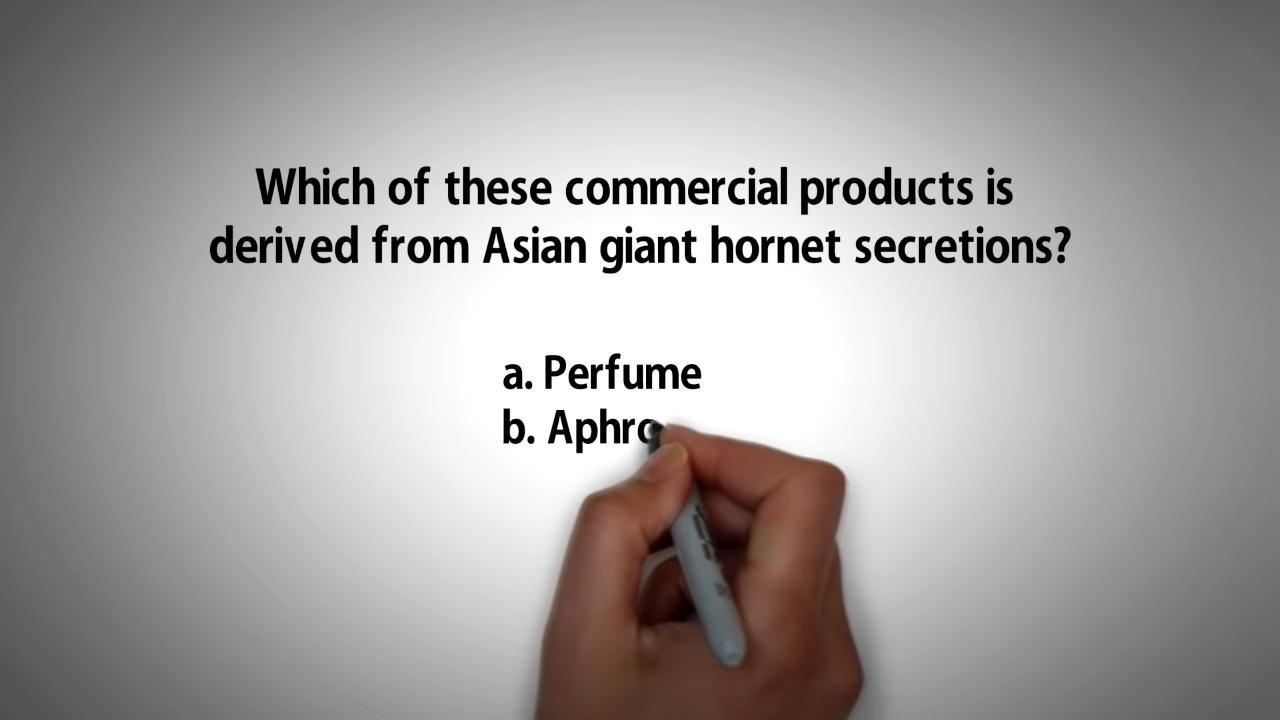 Which of these commercial products is
derived from Asian giant hornet secretions?
a. Perfume
b. Aphro